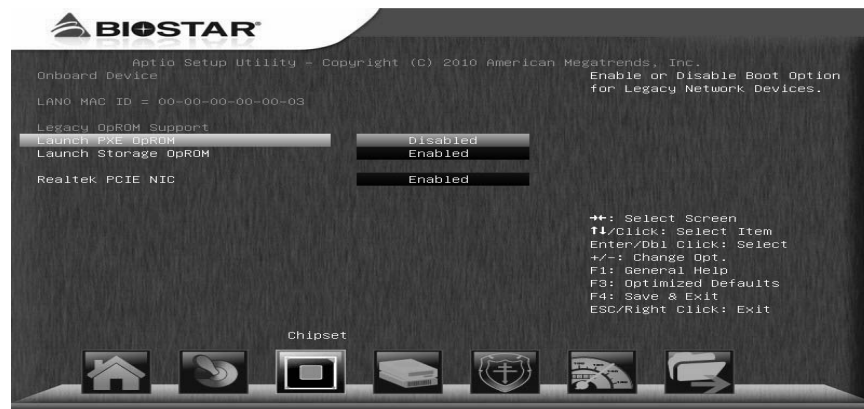 BIOSTAR
Aptio Setup Utility – Copyright (C) 2010 American Megatrends, Inc.
Onboard Device
LAN0 MAC ID = 00-00-00-00-00-03
Legacy OpROM Support
Launch PXE OpROM Disabled
Launch Storage OpROM Enabled
Realtek PCIE NIC Enabled
Enable or Disable Boot Option
for Legacy Network Devices.
→←: Select Screen
↑↓/Click: Select Item
Enter/Dbl Click: Select
+/-: Change Opt.
F1: General Help
F3: Optimized Defaults
F4: Save & Exit
ESC/Right Click: Exit
Chipset